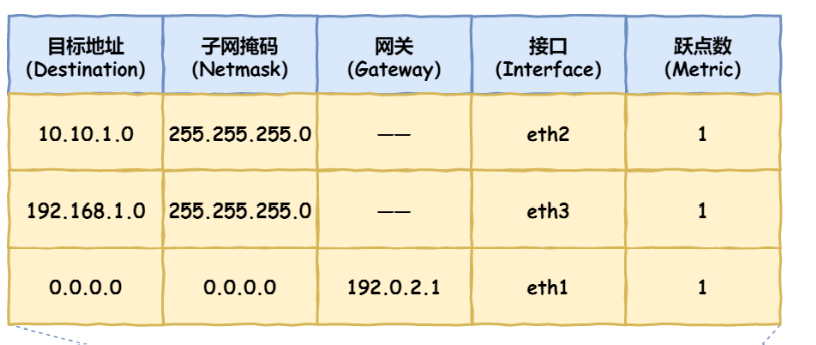 目标地址 子网掩码 网关 接口 跃点数
(Destination) (Netmask) (Gateway) (Interface) (Metric)
10.10.1.0 255.255.255.0 —— eth2 1
192.168.1.0 255.255.255.0 —— eth3 1
0.0.0.0 0.0.0.0 192.0.2.1 eth1 1